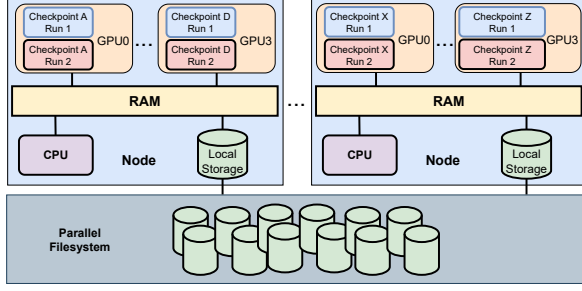 Checkpoint A
Run 1
Checkpoint A
Run 2
GPU0
...
Checkpoint D
Run 1
Checkpoint D
Run 2
GPU3
RAM
CPU
Node
Local
Storage
...
Checkpoint X
Run 1
Checkpoint X
Run 2
GPU0
...
Checkpoint Z
Run 1
Checkpoint Z
Run 2
GPU3
RAM
CPU
Node
Local
Storage
Parallel
Filesystem